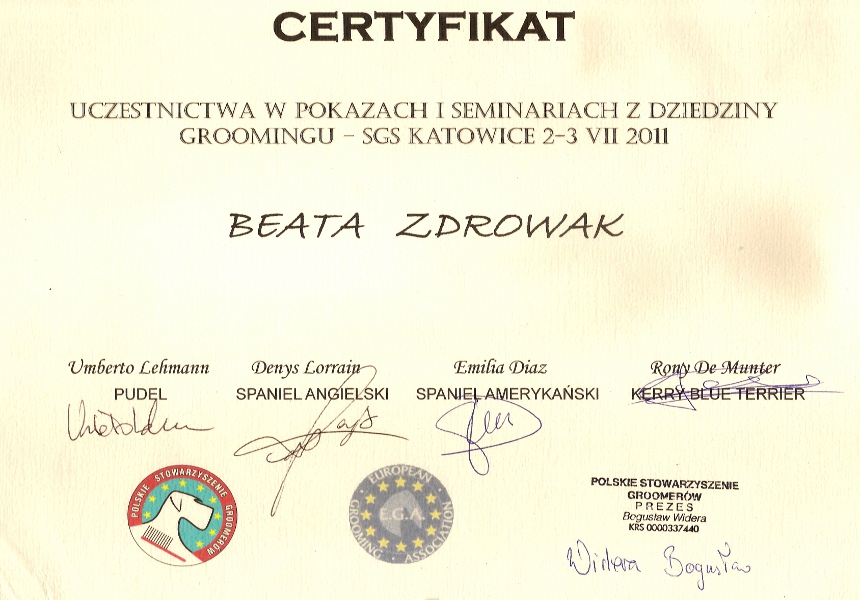 CERTYFIKAT
UCZESTNICTWA W POKAZACH I SEMINARIACH Z DZIEDZINY
GROOMINGU – SGS KATOWICE 2-3 VII 2011
BEATA ZDROWAK
Umberto Lehmann Denys Lorrain Emilia Diaz Rony De Munter
PUDEL SPANIEL ANGIELSKI SPANIEL AMERYKAŃSKI KERRY BLUE TERRIER
POLSKIE STOWARZYSZENIE GROOMERÓW
EUROPEAN GROOMING ASSOCIATION
E.G.A.
POLSKIE STOWARZYSZENIE
GROOMERÓW
PREZES
Bogusław Widera
KRS 0000337440
Widera Bogusław